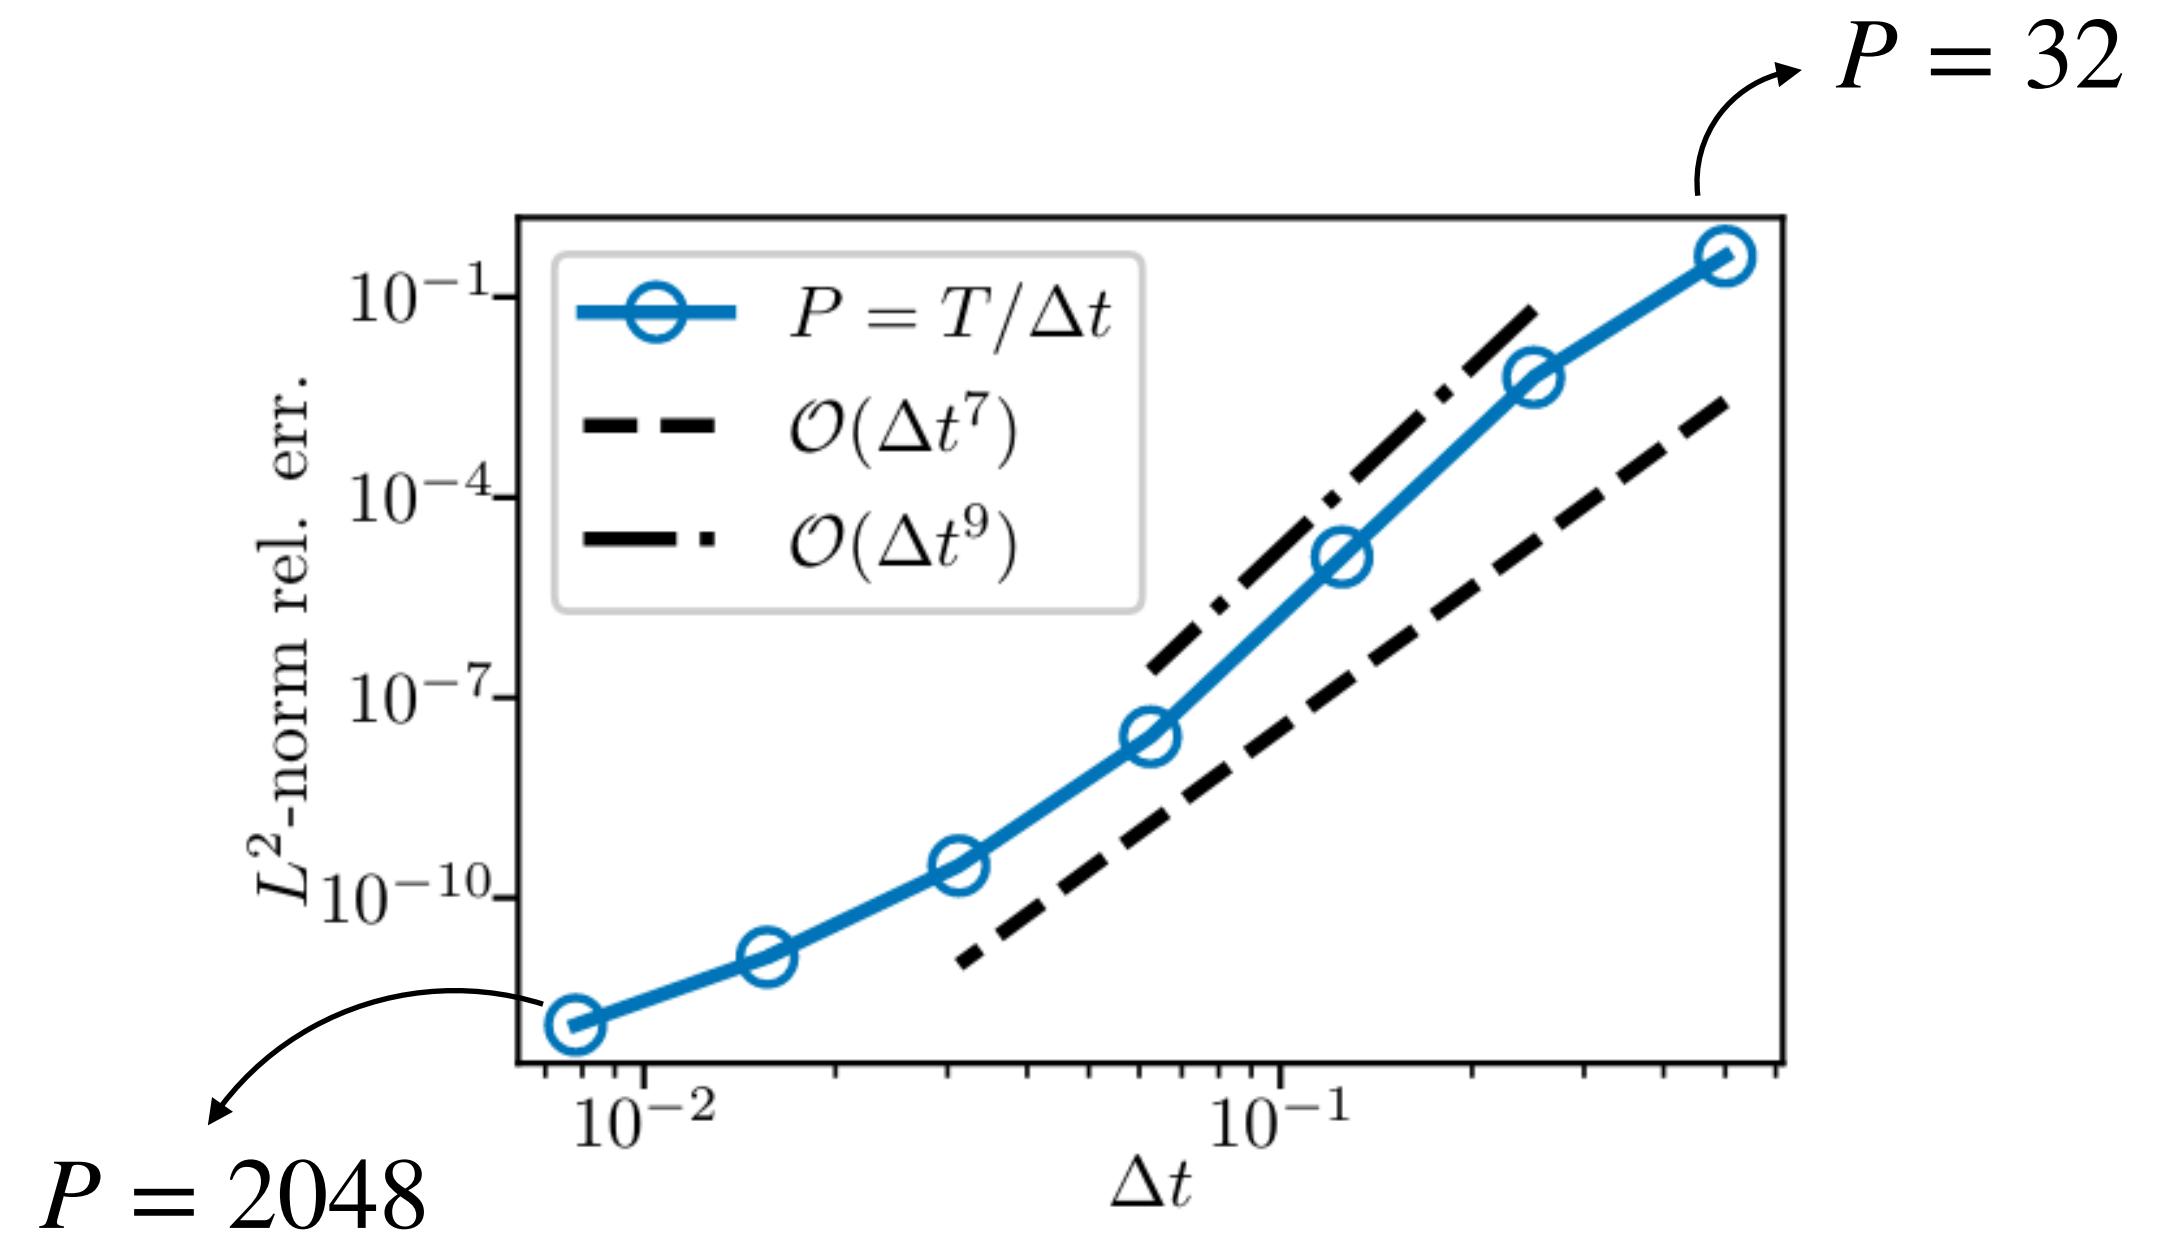 P = 32
P = T/Δt
𝒪(Δt⁷)
𝒪(Δt⁹)
L²-norm rel. err.
10⁻¹
10⁻⁴
10⁻⁷
10⁻¹⁰
10⁻² 10⁻¹
Δt
P = 2048